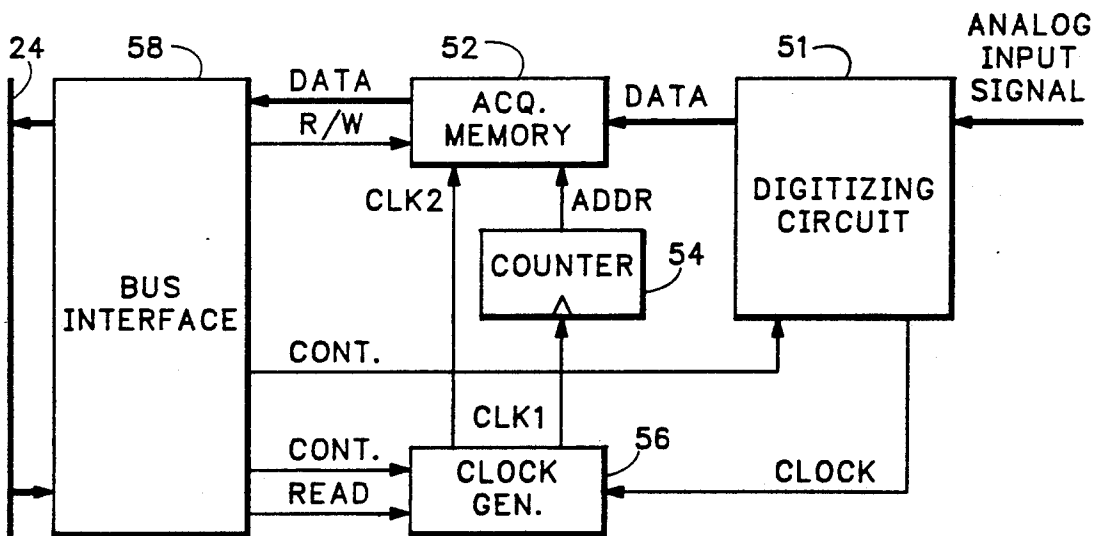 24
58
52
51
ANALOG
INPUT
SIGNAL
DATA
R/W
ACQ.
MEMORY
DATA
DIGITIZING
CIRCUIT
CLK2
ADDR
COUNTER
54
BUS
INTERFACE
CONT.
CLK1
56
CONT.
READ
CLOCK
GEN.
CLOCK